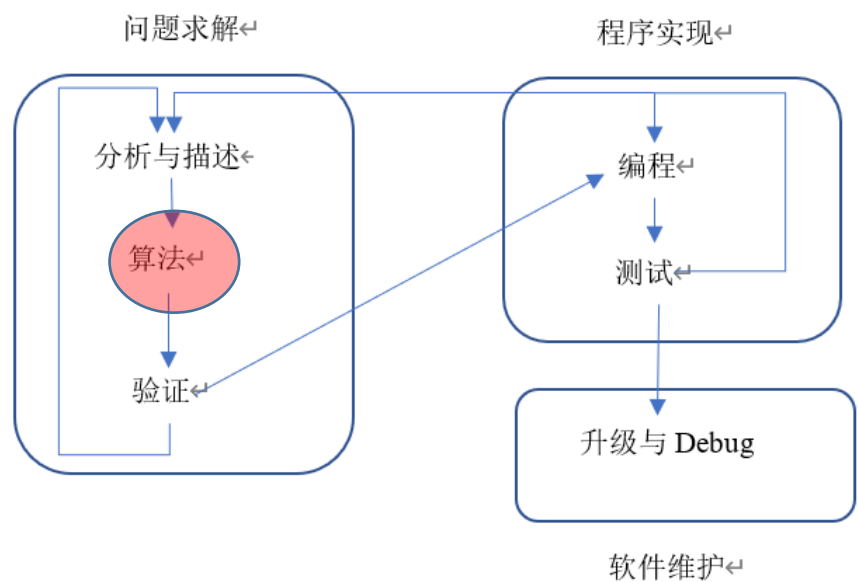 问题求解
程序实现
分析与描述
算法
验证
编程
测试
升级与 Debug
软件维护